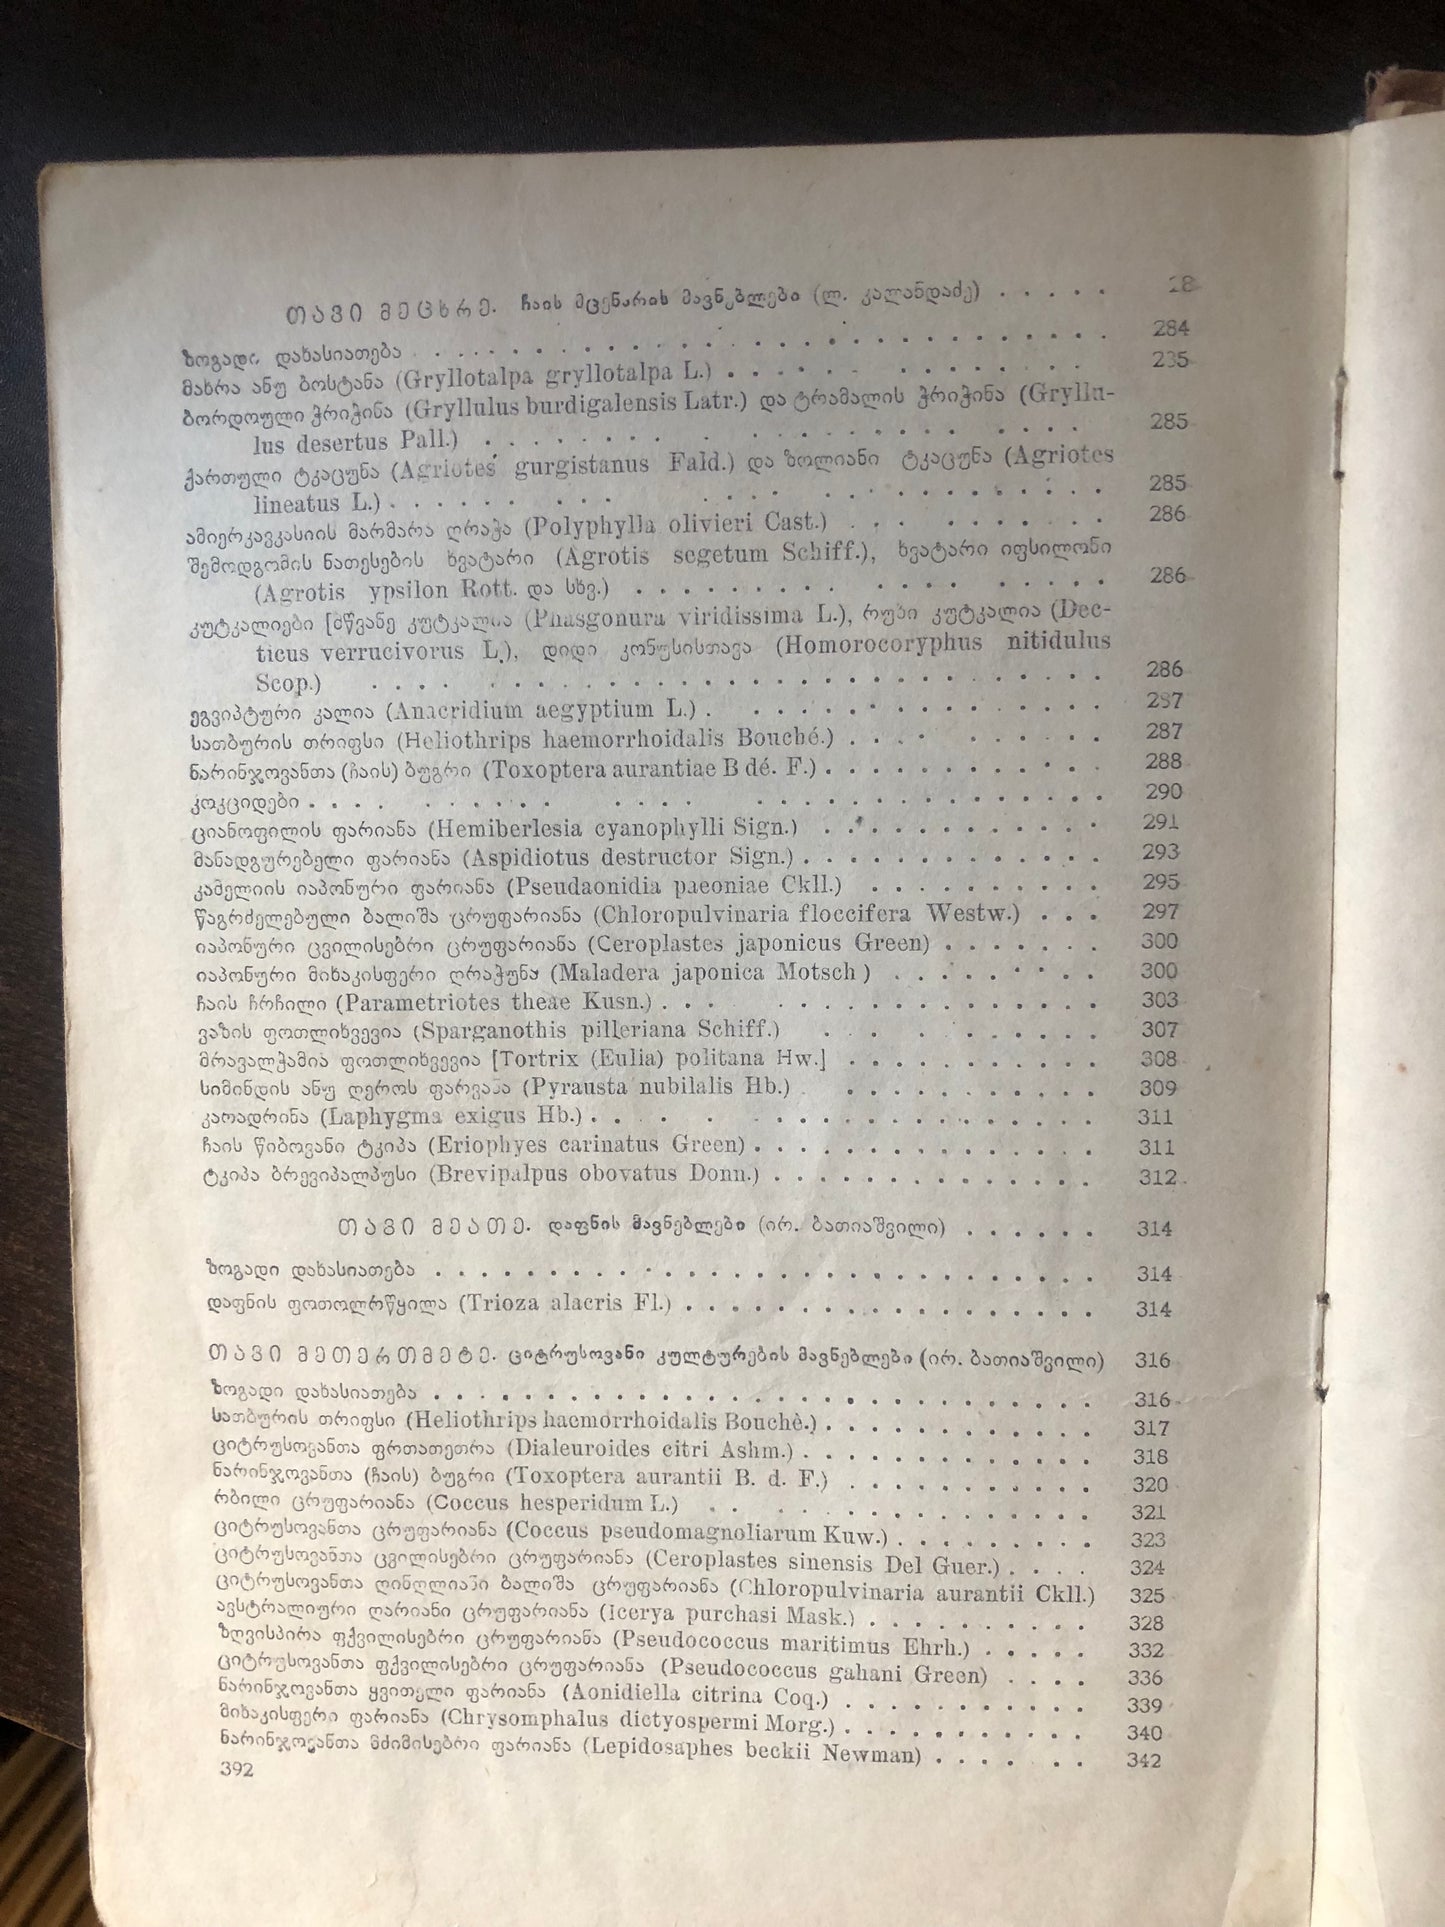 თავი მეცხრე. ჩაის მცენარის მავნებლები (ლ. კალანდაძე) . . . . .
ზოგადი დახასიათება . . . . . . . . . . . . . . . . . . . . . . . . . . . . 284
მახრა ანუ ბოსტანა (Gryllotalpa gryllotalpa L.) . . . . . . . . . . . . . . 285
ბორდოული ჭრიჭინა (Gryllulus burdigalensis Latr.) და ტრამალის ჭრიჭინა (Gryllu-
lus desertus Pall.) . . . . . . . . . . . . . . . . . . . . . . 285
ქართული ტკაცუნა (Agriotes gurgistanus Fald.) და ზოლიანი ტკაცუნა (Agriotes
lineatus L.) . . . . . . . . . . . . . . . . . . . . . . . . 285
ამიერკავკასიის მარმარა ღრაჭა (Polyphylla olivieri Cast.) . . . . . . . . . . 286
შემოდგომის ნათესების ხვატარი (Agrotis segetum Schiff.), ხვატარი იფსილონი
(Agrotis ypsilon Rott. და სხვ.) . . . . . . . . . . . . . . . . . . 286
კუტკალიები [მწვანე კუტკალია (Phasgonura viridissima L.), რუხი კუტკალია (Dec-
ticus verrucivorus L.), დიდი კონუსისთავა (Homorocoryphus nitidulus
Scop.) . . . . . . . . . . . . . . . . . . . . . . . . . . . . 286
ეგვიპტური კალია (Anacridium aegyptium L.) . . . . . . . . . . . . . . . 287
სათბურის თრიფსი (Heliothrips haemorrhoidalis Bouché.) . . . . . . . . . . 287
ნარინჯოვანთა (ჩაის) ბუგრი (Toxoptera aurantiae B dé. F.) . . . . . . . . . . . . 288
კოკციდები . . . . . . . . . . . . . . . . . . . . . . . . . . . 290
ციანოფილის ფარიანა (Hemiberlesia cyanophylli Sign.) . . . . . . . . . . . . 291
მანადგურებელი ფარიანა (Aspidiotus destructor Sign.) . . . . . . . . . . . . . 293
კამელიის იაპონური ფარიანა (Pseudaonidia paeoniae Ckll.) . . . . . . . . . . 295
წაგრძელებული ბალიშა ცრუფარიანა (Chloropulvinaria floccifera Westw.) . . . 297
იაპონური ცვილისებრი ცრუფარიანა (Ceroplastes japonicus Green) . . . . . . . 300
იაპონური მიხაკისფერი ღრაჭუნა (Maladera japonica Motsch ) . . . . . . . . 300
ჩაის ჩრჩილი (Parametriotes theae Kusn.) . . . . . . . . . . . . . . . . 303
ვაზის ფოთლიხვევია (Sparganothis pilleriana Schiff.) . . . . . . . . . . 307
მრავალჭამია ფოთლიხვევია [Tortrix (Eulia) politana Hw.] . . . . . . . . . . . 308
სიმინდის ანუ ღეროს ფარვანა (Pyrausta nubilalis Hb.) . . . . . . . . . . . . 309
კარადრინა (Laphygma exigus Hb.) . . . . . . . . . . . . . . . . . . . 311
ჩაის წიბოვანი ტკიპა (Eriophyes carinatus Green) . . . . . . . . . . . . . . . 311
ტკიპა ბრევიპალპუსი (Brevipalpus obovatus Donn.) . . . . . . . . . . . . . . 312
თავი მეათე. დაფნის მავნებლები (ირ. ბათიაშვილი) . . . . . . 314
ზოგადი დახასიათება . . . . . . . . . . . . . . . . . . . . . . . . . . . . 314
დაფნის ფოთოლრწყილა (Trioza alacris Fl.) . . . . . . . . . . . . . . . . . 314
თავი მეთერთმეტე. ციტრუსოვანი კულტურების მავნებლები (ირ. ბათიაშვილი) 316
ზოგადი დახასიათება . . . . . . . . . . . . . . . . . . . . . . . . . . . . 316
სათბურის თრიფსი (Heliothrips haemorrhoidalis Bouchè.) . . . . . . . . . . . . 317
ციტრუსოვანთა ფრთათეთრა (Dialeuroides citri Ashm.) . . . . . . . . . . . . . 318
ნარინჯოვანთა (ჩაის) ბუგრი (Toxoptera aurantii B. d. F.) . . . . . . . . . . . 320
რბილი ცრუფარიანა (Coccus hesperidum L.) . . . . . . . . . . . . . . . . 321
ციტრუსოვანთა ცრუფარიანა (Coccus pseudomagnoliarum Kuw.) . . . . . . . . . 323
ციტრუსოვანთა ცვილისებრი ცრუფარიანა (Ceroplastes sinensis Del Guer.) . . . . 324
ციტრუსოვანთა ღინღლიანი ბალიშა ცრუფარიანა (Chloropulvinaria aurantii Ckll.) 325
ავსტრალიური ღარიანი ცრუფარიანა (Icerya purchasi Mask.) . . . . . . . . . . 328
ზღვისპირა ფქვილისებრი ცრუფარიანა (Pseudococcus maritimus Ehrh.) . . . . . 332
ციტრუსოვანთა ფქვილისებრი ცრუფარიანა (Pseudococcus gahani Green) . . . . 336
ნარინჯოვანთა ყვითელი ფარიანა (Aonidiella citrina Coq.) . . . . . . . . . . . 339
მიხაკისფერი ფარიანა (Chrysomphalus dictyospermi Morg.) . . . . . . . . . . . 340
ნარინჯოვანთა მძიმისებრი ფარიანა (Lepidosaphes beckii Newman) . . . . . . 342
392